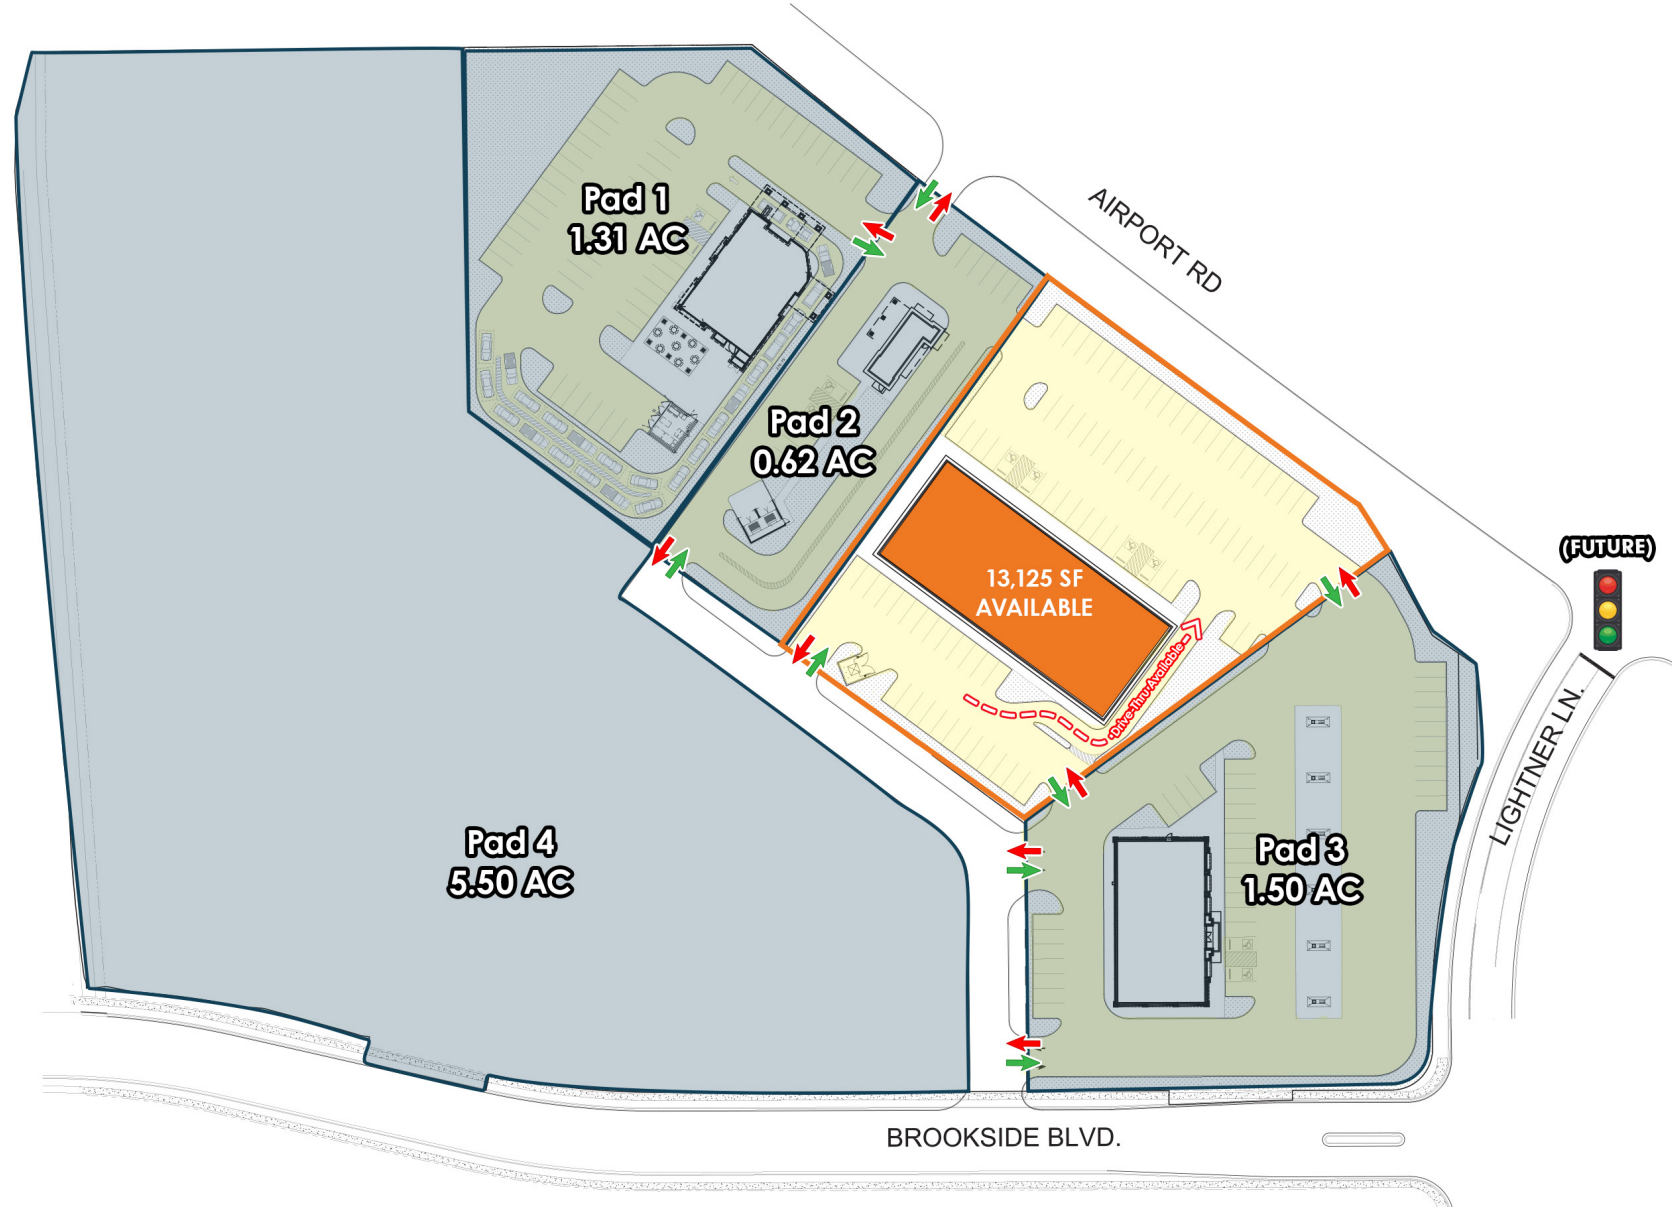 AIRPORT RD
Pad 1
1.31 AC
Pad 2
0.62 AC
(FUTURE)
13,125 SF
AVAILABLE
Drive-Thru-Available
LIGHTNER LN.
Pad 4
5.50 AC
Pad 3
1.50 AC
BROOKSIDE BLVD.